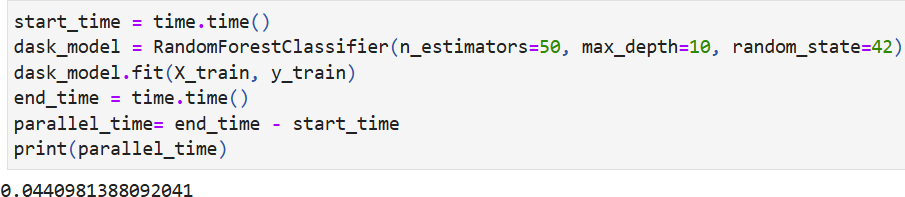 start_time = time.time()
dask_model = RandomForestClassifier(n_estimators=50, max_depth=10, random_state=42)
dask_model.fit(X_train, y_train)
end_time = time.time()
parallel_time= end_time - start_time
print(parallel_time)
0.0440981388092041